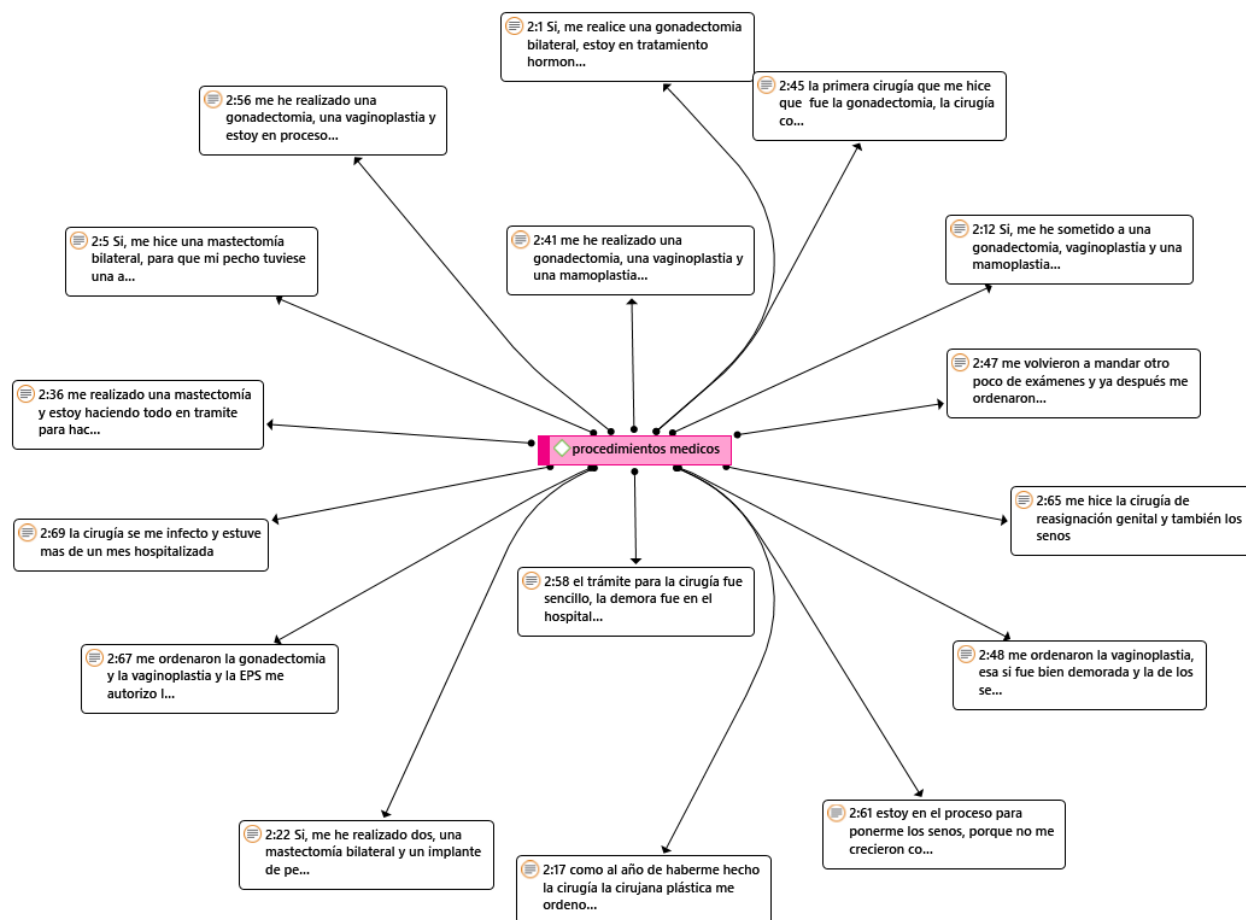 2:1 Si, me realice una gonadectomia
bilateral, estoy en tratamiento
hormon...
2:45 la primera cirugía que me hice
que  fue la gonadectomia, la cirugía
co...
2:56 me he realizado una
gonadectomia, una vaginoplastia y
estoy en proceso...
2:5 Si, me hice una mastectomía
bilateral, para que mi pecho tuviese
una a...
2:41 me he realizado una
gonadectomia, una vaginoplastia y
una mamoplastia...
2:12 Si, me he sometido a una
gonadectomia, vaginoplastia y una
mamoplastia...
2:47 me volvieron a mandar otro
poco de exámenes y ya después me
ordenaron...
2:36 me realizado una mastectomía
y estoy haciendo todo en tramite
para hac...
procedimientos medicos
2:65 me hice la cirugía de
reasignación genital y también los
senos
2:69 la cirugía se me infecto y estuve
mas de un mes hospitalizada
2:58 el trámite para la cirugía fue
sencillo, la demora fue en el
hospital...
2:67 me ordenaron la gonadectomia
y la vaginoplastia y la EPS me
autorizo l...
2:48 me ordenaron la vaginoplastia,
esa si fue bien demorada y la de los
se...
2:61 estoy en el proceso para
ponerme los senos, porque no me
crecieron co...
2:22 Si, me he realizado dos, una
mastectomía bilateral y un implante
de pe...
2:17 como al año de haberme hecho
la cirugía la cirujana plástica me
ordeno...